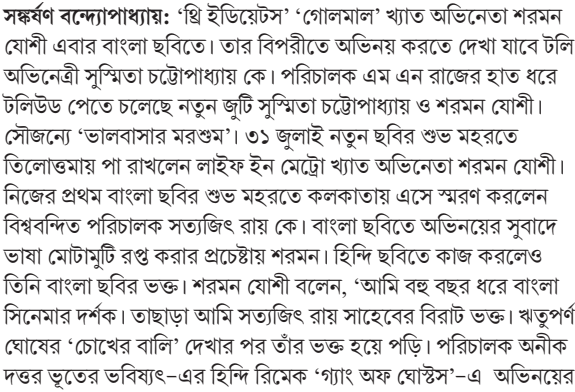 সঙ্কর্ষণ বন্দ্যোপাধ্যায়: ‘থ্রি ইডিয়েটস’ ‘গোলমাল’ খ্যাত অভিনেতা শরমন
যোশী এবার বাংলা ছবিতে। তার বিপরীতে অভিনয় করতে দেখা যাবে টলি
অভিনেত্রী সুস্মিতা চট্টোপাধ্যায় কে। পরিচালক এম এন রাজের হাত ধরে
টলিউড পেতে চলেছে নতুন জুটি সুস্মিতা চট্টোপাধ্যায় ও শরমন যোশী।
সৌজন্যে ‘ভালবাসার মরশুম’। ৩১ জুলাই নতুন ছবির শুভ মহরতে
তিলোত্তমায় পা রাখলেন লাইফ ইন মেট্রো খ্যাত অভিনেতা শরমন যোশী।
নিজের প্রথম বাংলা ছবির শুভ মহরতে কলকাতায় এসে স্মরণ করলেন
বিশ্ববন্দিত পরিচালক সত্যজিৎ রায় কে। বাংলা ছবিতে অভিনয়ের সুবাদে
ভাষা মোটামুটি রপ্ত করার প্রচেষ্টায় শরমন। হিন্দি ছবিতে কাজ করলেও
তিনি বাংলা ছবির ভক্ত। শরমন যোশী বলেন, ‘আমি বহু বছর ধরে বাংলা
সিনেমার দর্শক। তাছাড়া আমি সত্যজিৎ রায় সাহেবের বিরাট ভক্ত। ঋতুপর্ণ
ঘোষের ‘চোখের বালি’ দেখার পর তাঁর ভক্ত হয়ে পড়ি। পরিচালক অনীক
দত্তর ভূতের ভবিষ্যৎ-এর হিন্দি রিমেক ‘গ্যাং অফ ঘোস্টস’-এ অভিনয়ের